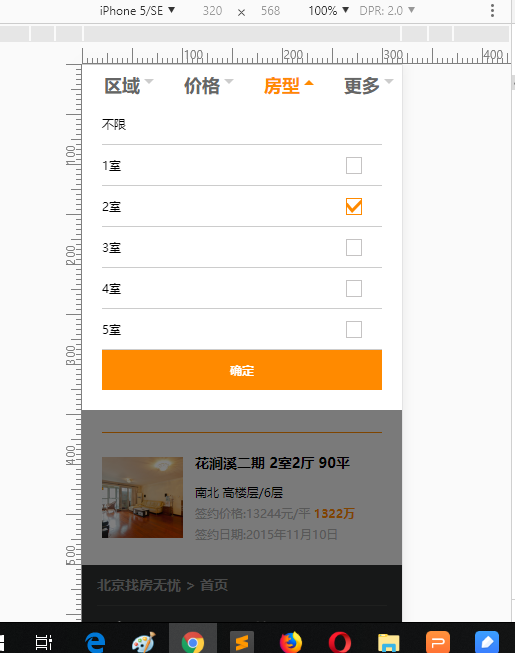 iPhone 5/SE 320 × 568 100% DPR: 2.0
100 200 300 400
区域 价格 房型 更多
不限
1室
2室
3室
4室
5室
确定
花涧溪二期 2室2厅 90平
南北 高楼层/6层
签约价格:13244元/平 1322万
签约日期:2015年11月10日
北京找房无忧 > 首页
100
200
300
400
500